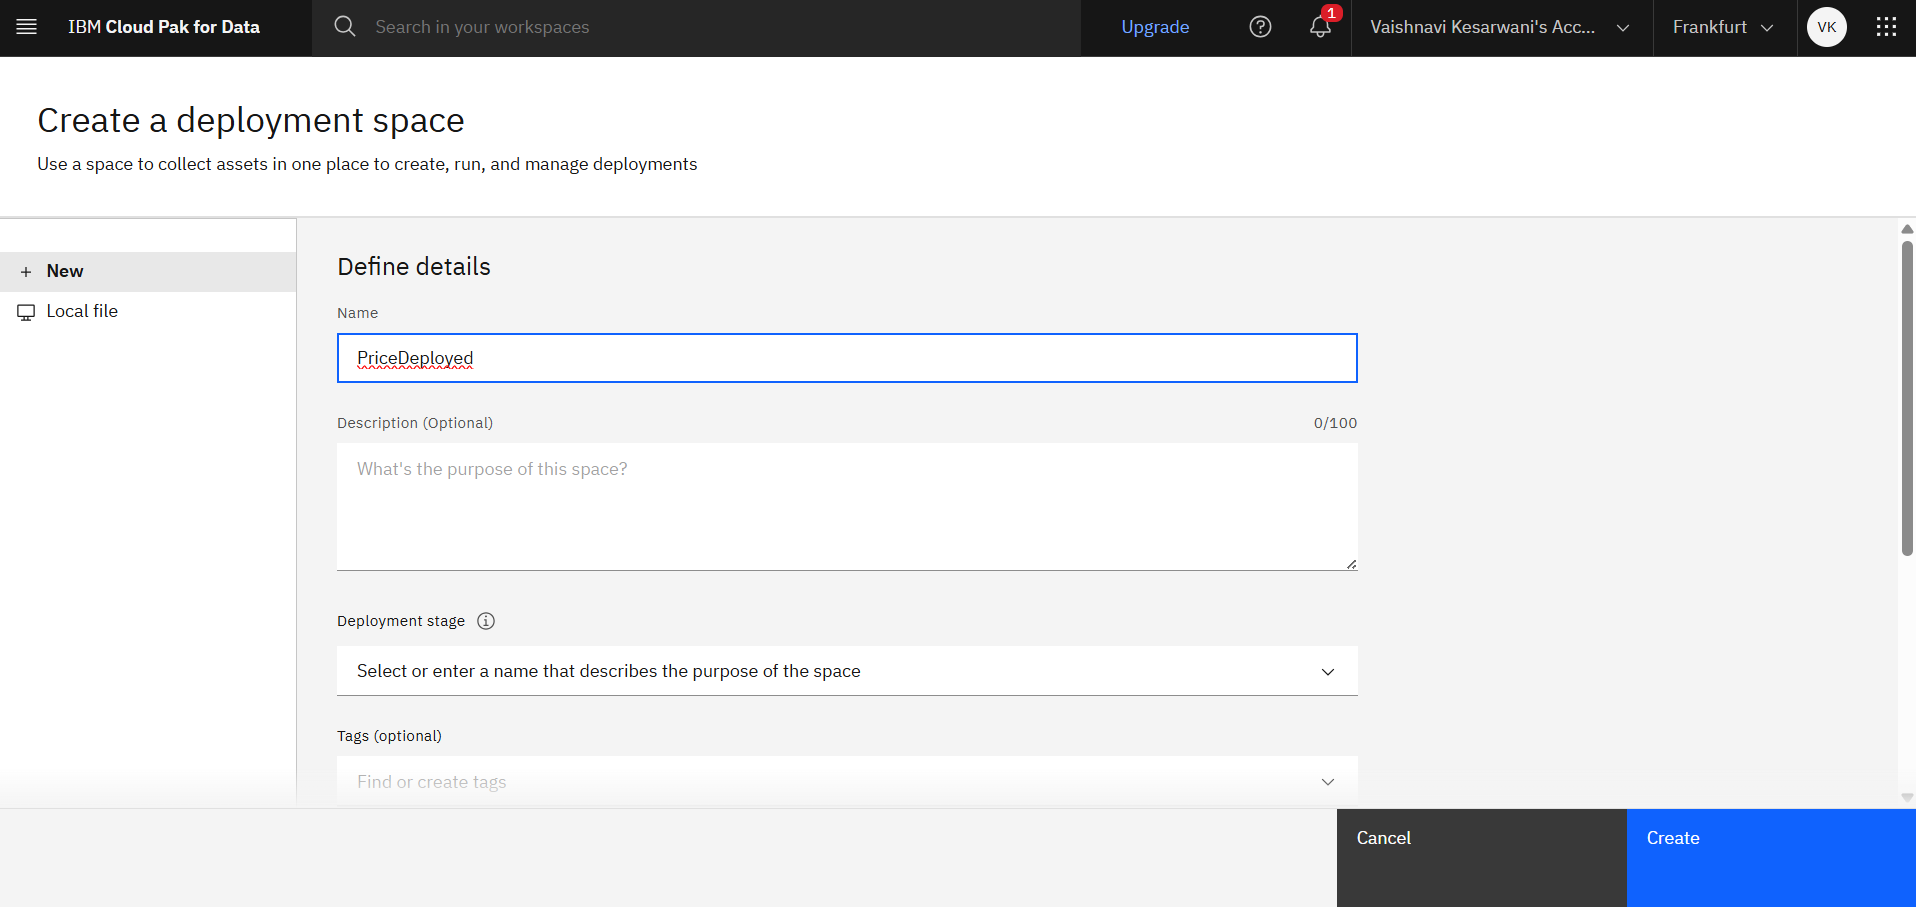 IBM Cloud Pak for Data
Search in your workspaces
Upgrade
1
Vaishnavi Kesarwani's Acc...
Frankfurt
VK
Create a deployment space
Use a space to collect assets in one place to create, run, and manage deployments
New
Local file
Define details
Name
PriceDeployed
Description (Optional)
0/100
What's the purpose of this space?
Deployment stage
Select or enter a name that describes the purpose of the space
Tags (optional)
Find or create tags
Cancel
Create